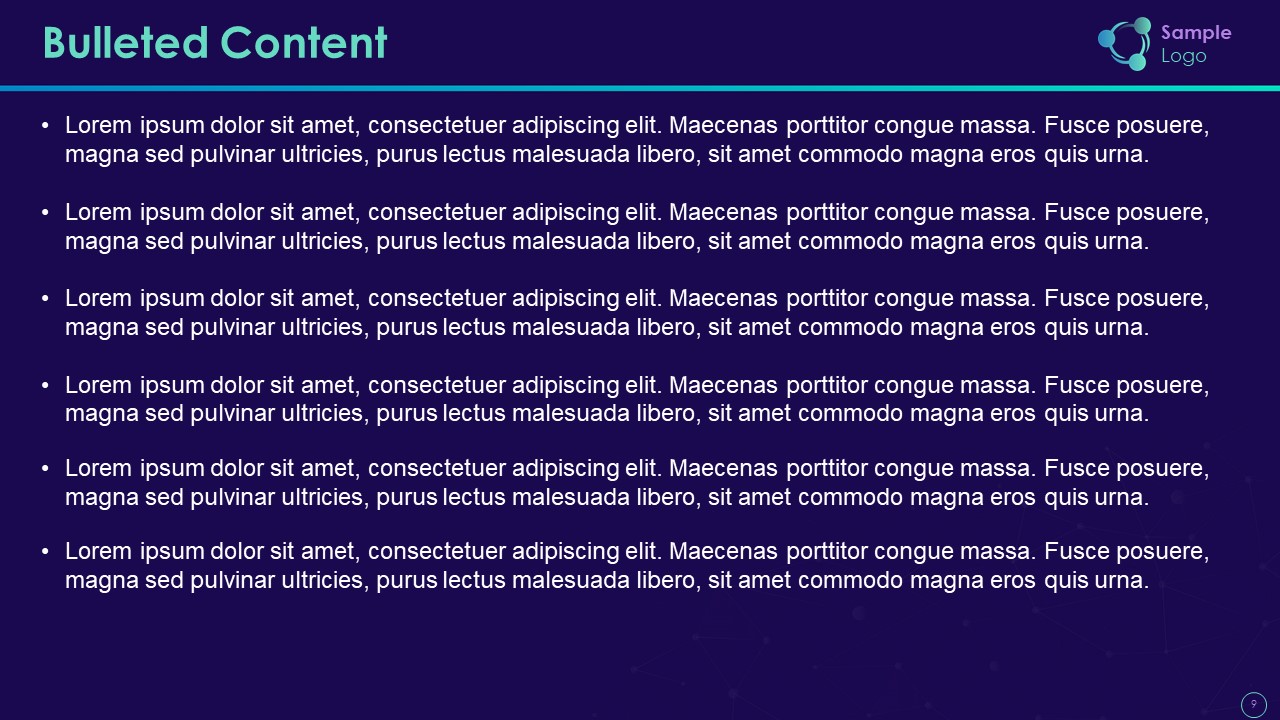 Bulleted Content
Sample
Logo
• Lorem ipsum dolor sit amet, consectetuer adipiscing elit. Maecenas porttitor congue massa. Fusce posuere,
magna sed pulvinar ultricies, purus lectus malesuada libero, sit amet commodo magna eros quis urna.
• Lorem ipsum dolor sit amet, consectetuer adipiscing elit. Maecenas porttitor congue massa. Fusce posuere,
magna sed pulvinar ultricies, purus lectus malesuada libero, sit amet commodo magna eros quis urna.
• Lorem ipsum dolor sit amet, consectetuer adipiscing elit. Maecenas porttitor congue massa. Fusce posuere,
magna sed pulvinar ultricies, purus lectus malesuada libero, sit amet commodo magna eros quis urna.
• Lorem ipsum dolor sit amet, consectetuer adipiscing elit. Maecenas porttitor congue massa. Fusce posuere,
magna sed pulvinar ultricies, purus lectus malesuada libero, sit amet commodo magna eros quis urna.
• Lorem ipsum dolor sit amet, consectetuer adipiscing elit. Maecenas porttitor congue massa. Fusce posuere,
magna sed pulvinar ultricies, purus lectus malesuada libero, sit amet commodo magna eros quis urna.
• Lorem ipsum dolor sit amet, consectetuer adipiscing elit. Maecenas porttitor congue massa. Fusce posuere,
magna sed pulvinar ultricies, purus lectus malesuada libero, sit amet commodo magna eros quis urna.
9